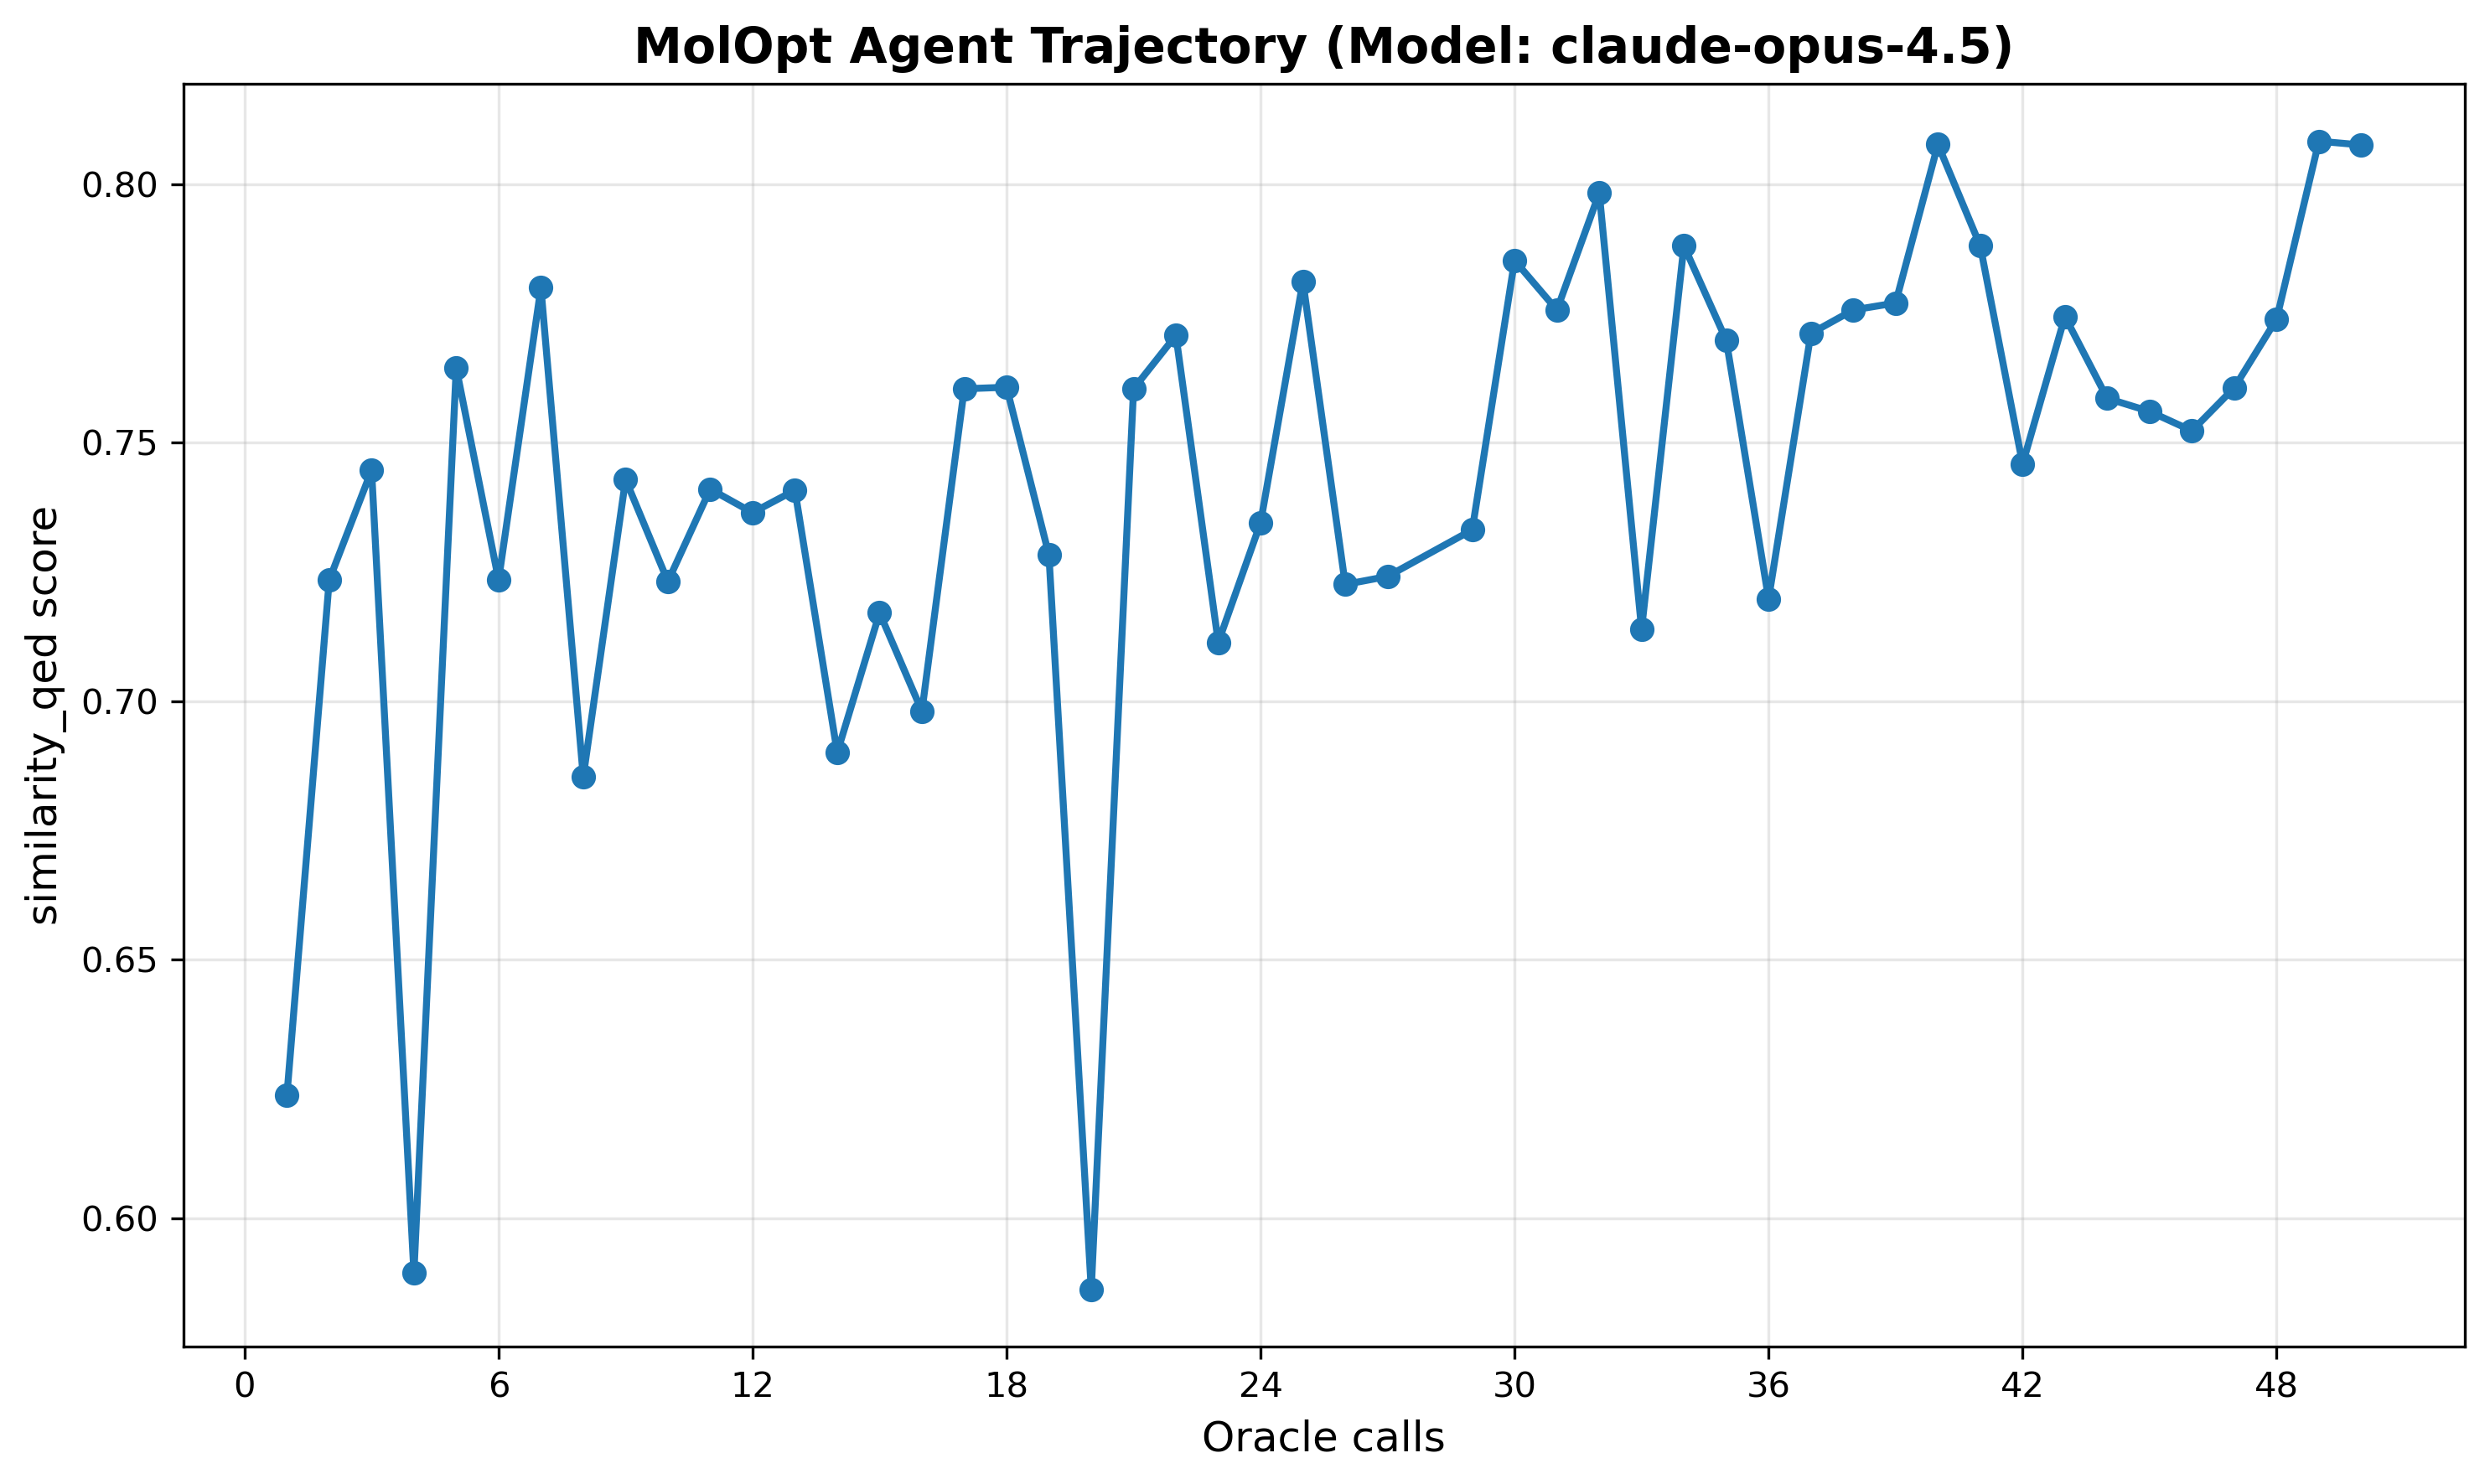 MolOpt Agent Trajectory (Model: claude-opus-4.5)
similarity_qed score
0.80
0.75
0.70
0.65
0.60
0 6 12 18 24 30 36 42 48
Oracle calls